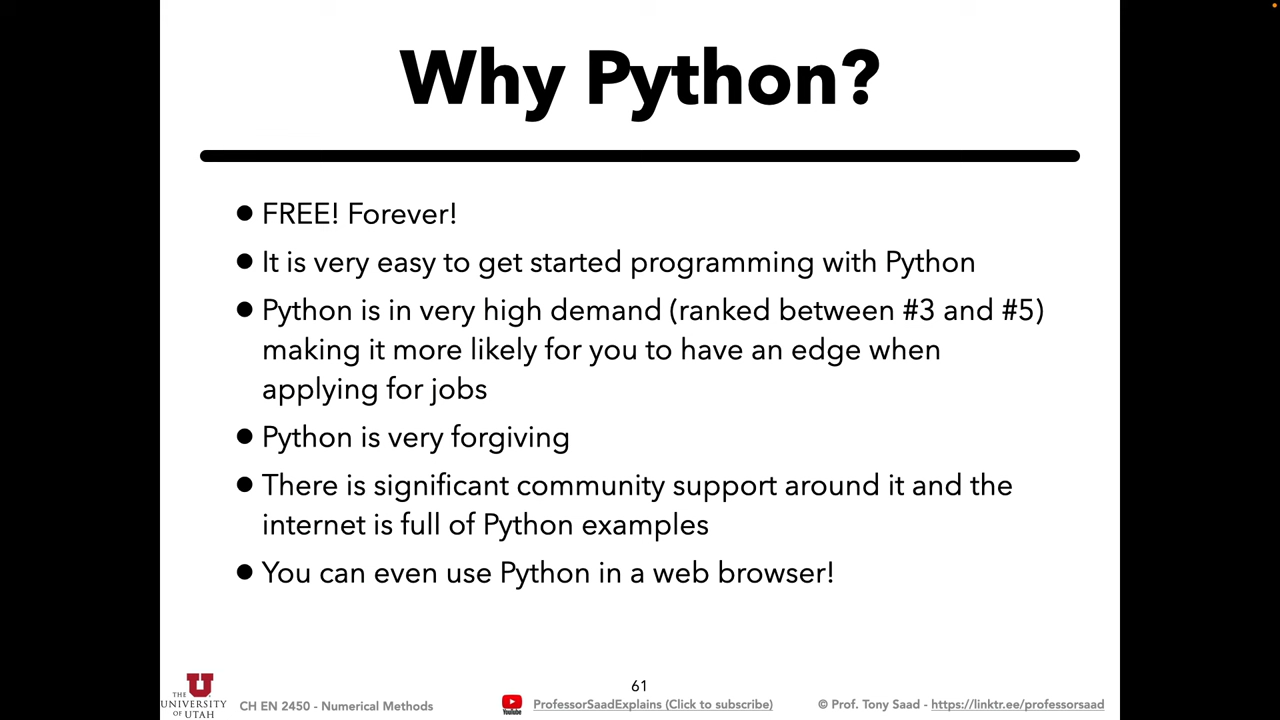 Why Python?
● FREE! Forever!
● It is very easy to get started programming with Python
● Python is in very high demand (ranked between #3 and #5)
making it more likely for you to have an edge when
applying for jobs
● Python is very forgiving
● There is significant community support around it and the
internet is full of Python examples
● You can even use Python in a web browser!
61
THE
U
UNIVERSITY
OF UTAH
CH EN 2450 - Numerical Methods
YouTube
ProfessorSaadExplains (Click to subscribe)
© Prof. Tony Saad - https://linktr.ee/professorsaad